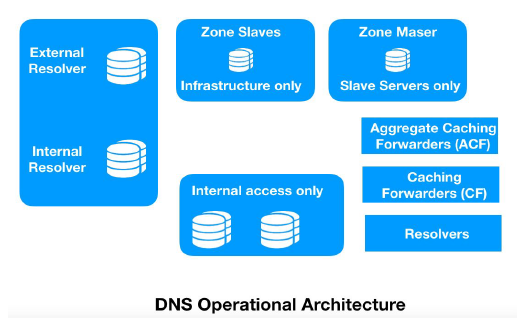 External
Resolver
Internal
Resolver
Zone Slaves
Infrastructure only
Zone Maser
Slave Servers only
Aggregate Caching
Forwarders (ACF)
Caching
Forwarders (CF)
Resolvers
Internal access only
DNS Operational Architecture